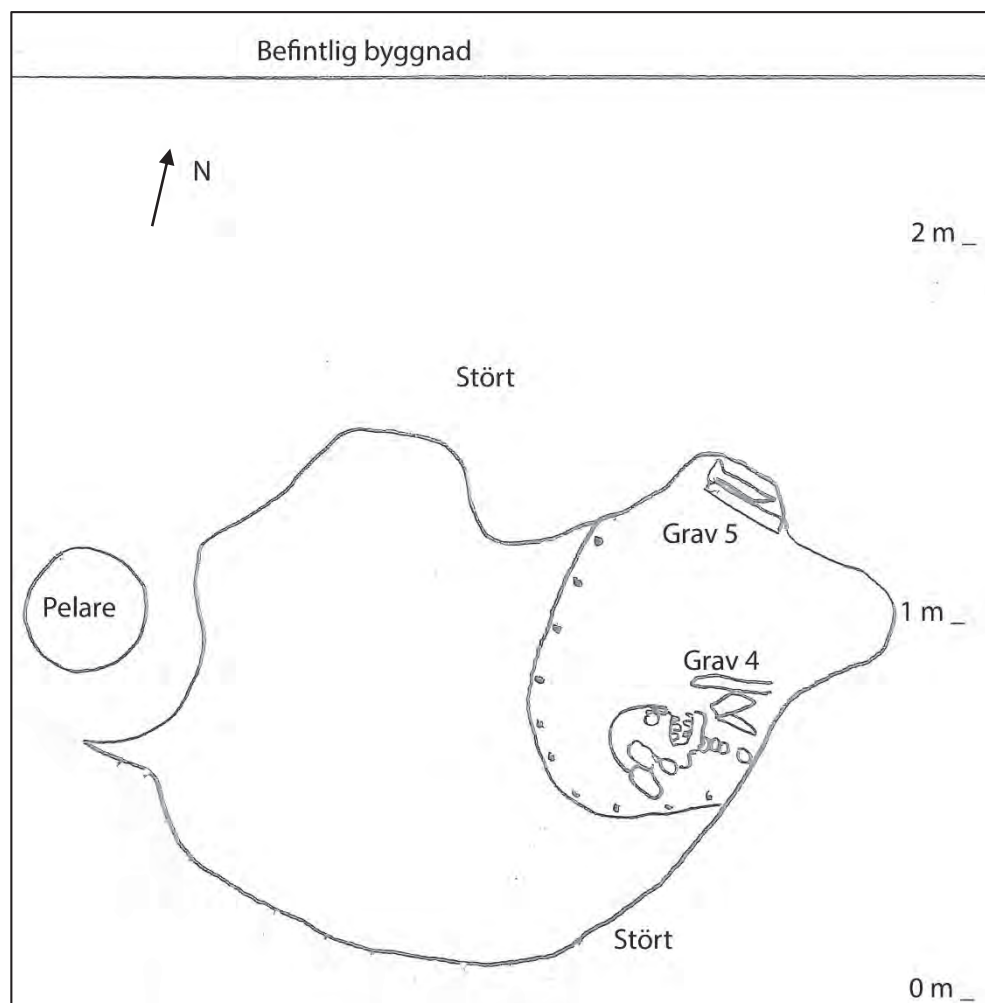 Befintlig byggnad
N
2 m _
Stört
Grav 5
Pelare
1 m _
Grav 4
Stört
0 m _